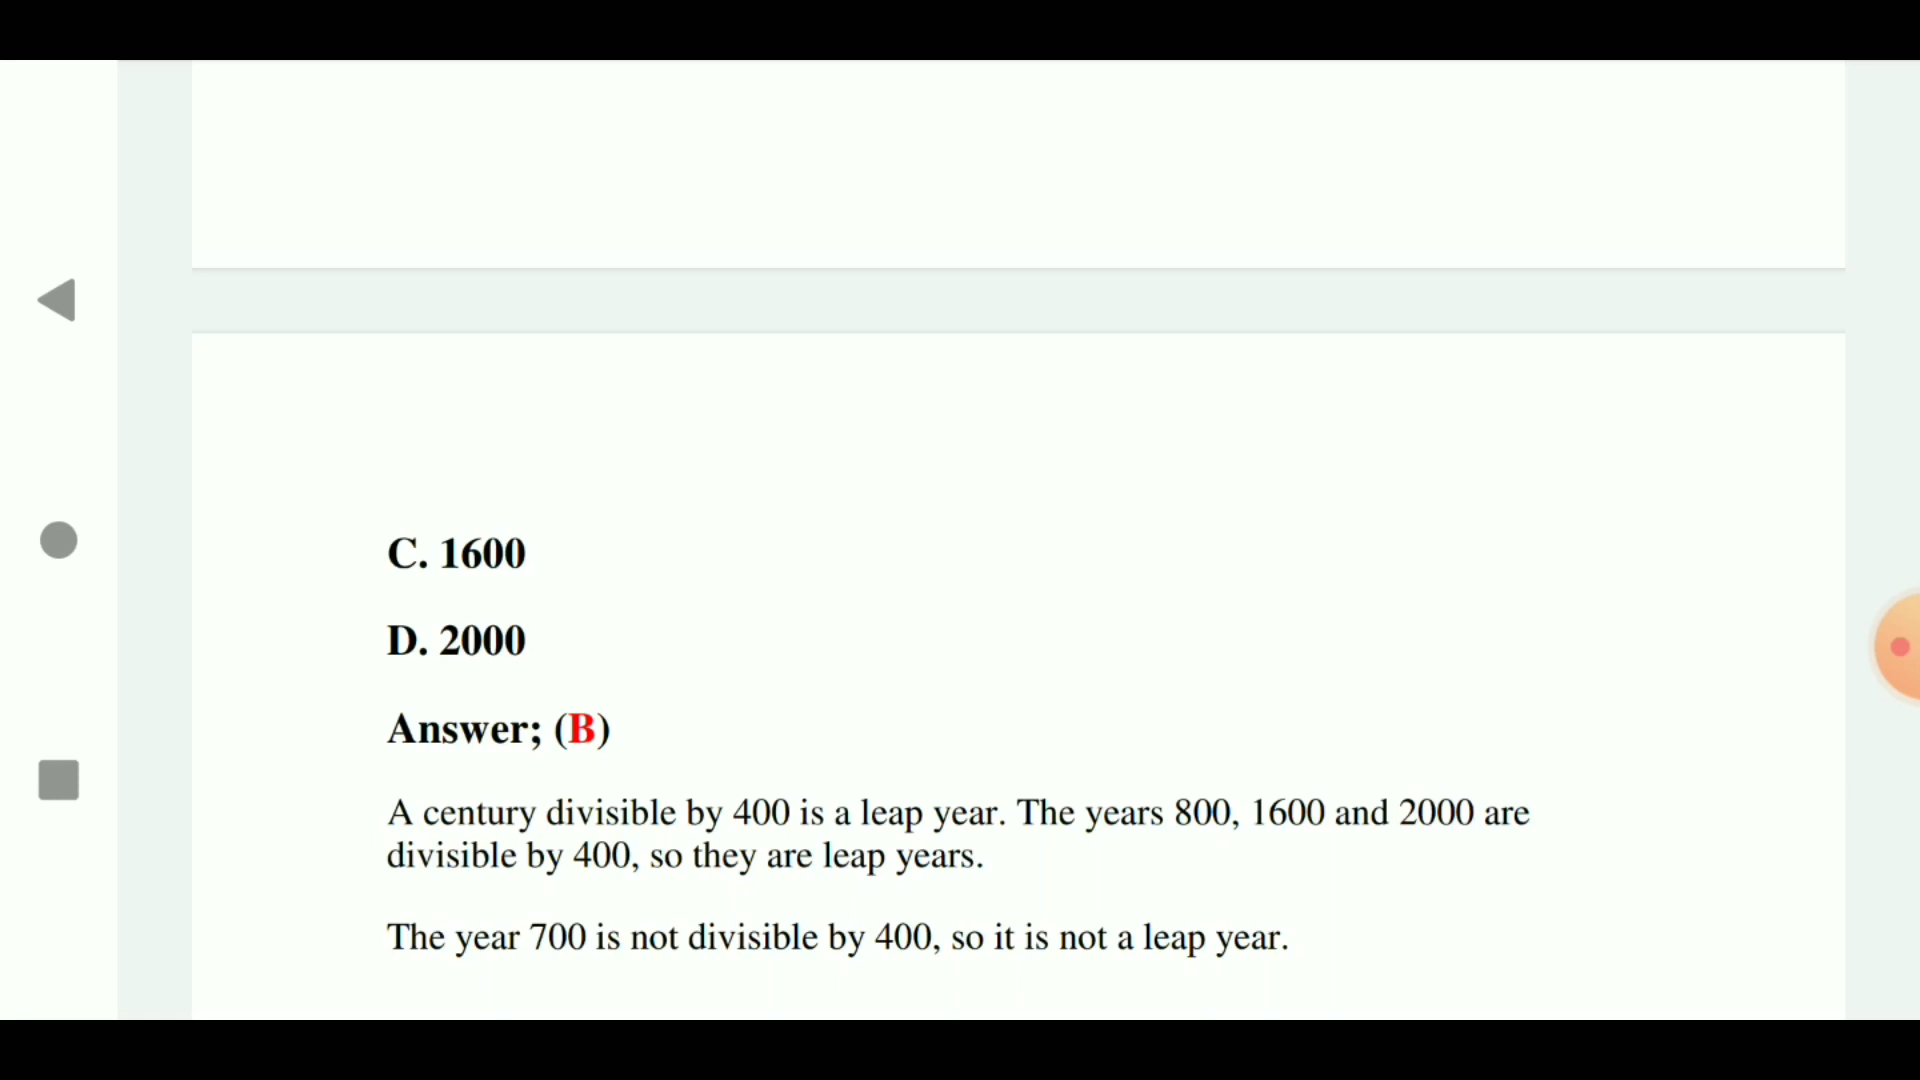 C. 1600
D. 2000
Answer; (B)
A century divisible by 400 is a leap year. The years 800, 1600 and 2000 are
divisible by 400, so they are leap years.
The year 700 is not divisible by 400, so it is not a leap year.